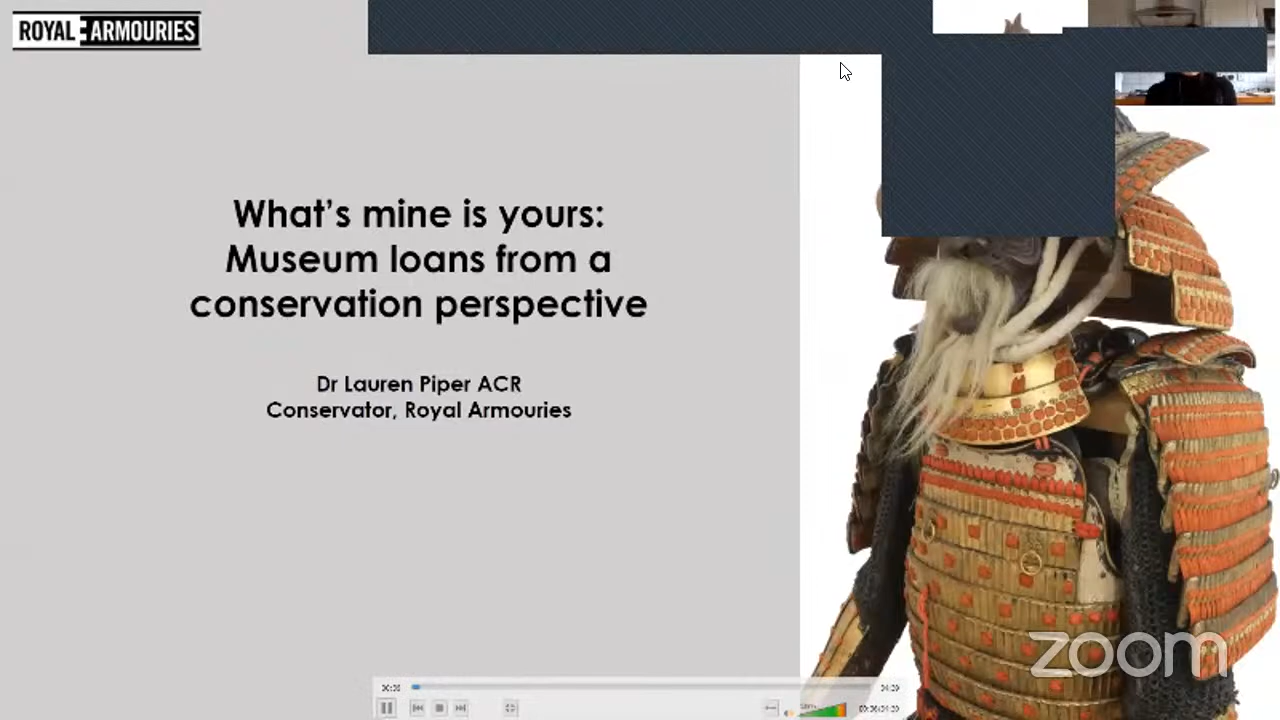 ROYAL ARMOURIES
What's mine is yours:
Museum loans from a
conservation perspective
Dr Lauren Piper ACR
Conservator, Royal Armouries
zoom